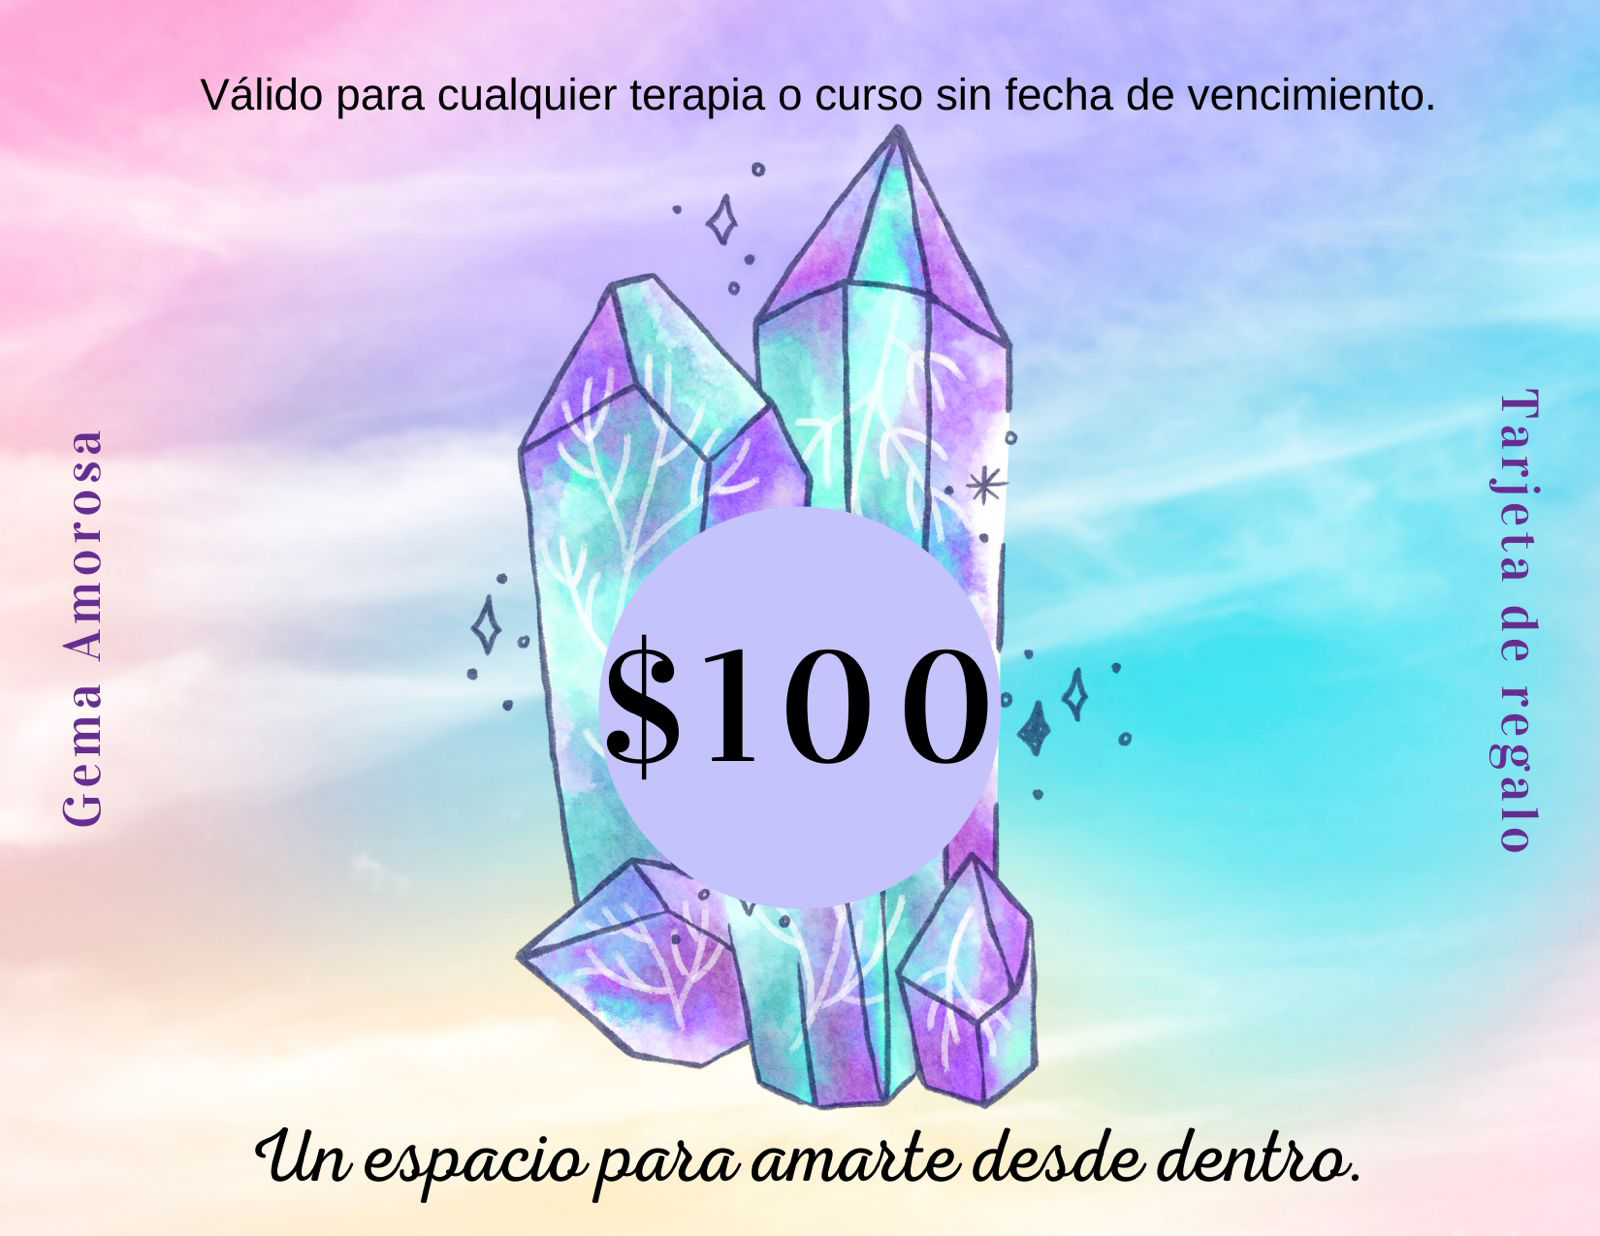 Válido para cualquier terapia o curso sin fecha de vencimiento.
Gema Amorosa
$100
Tarjeta de regalo
Un espacio para amarte desde dentro.